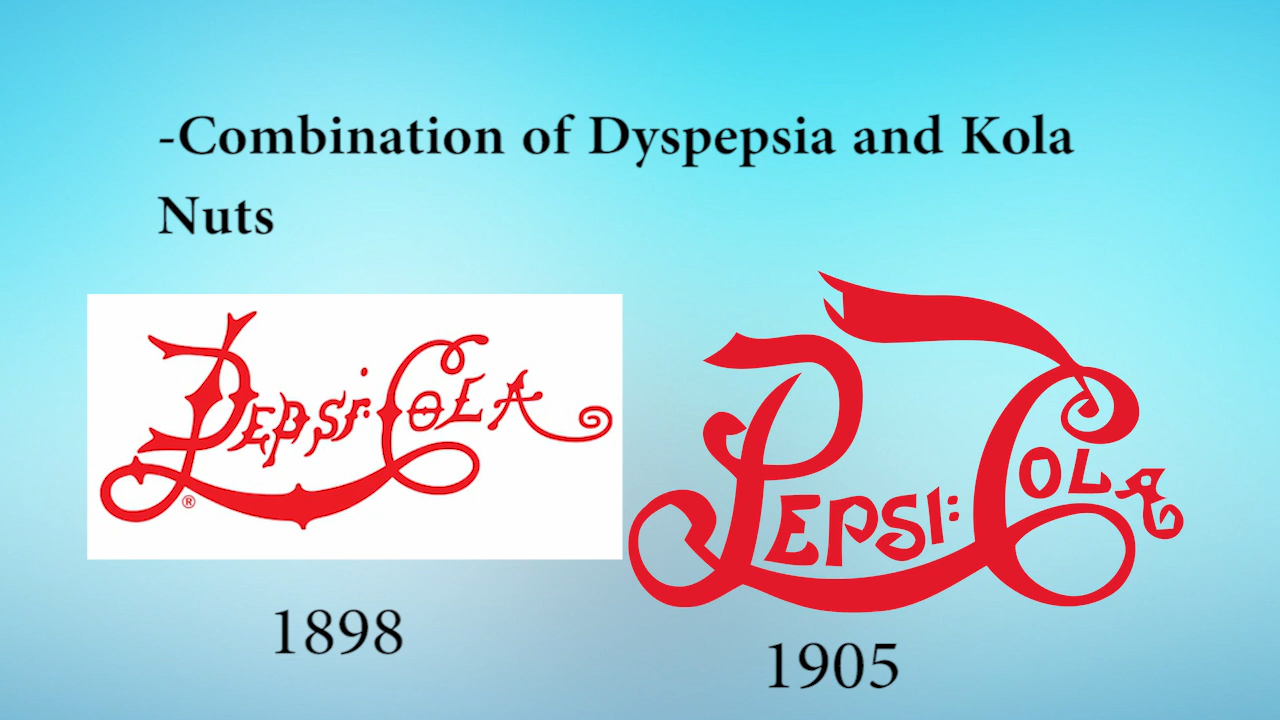 -Combination of Dyspepsia and Kola
Nuts
PEPSI:COLA
®
PEPSI:COLA
1898
1905